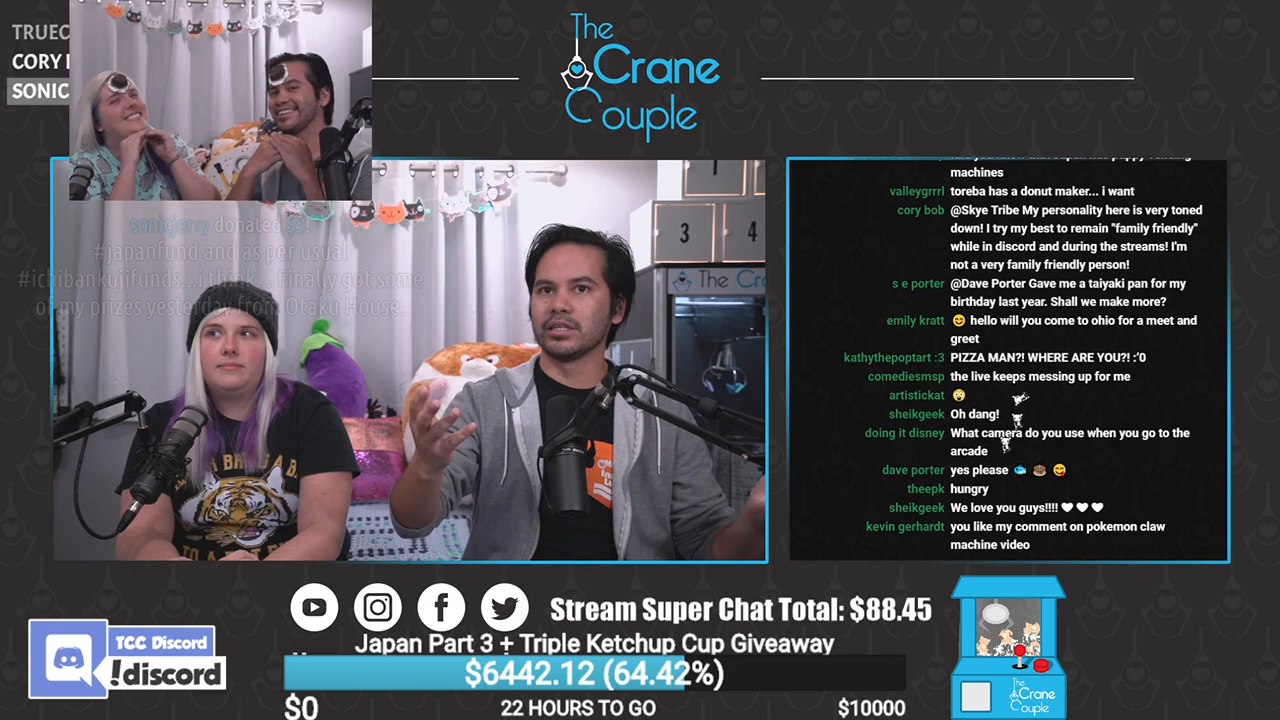 TRUEC
CORY
SONIC
The
Crane
Couple
sonicjerry donated $5!
#japanfund and as per usual
#ichibankujifunds...i think... Finally got some
of my prizes yesterday from Otaku House
1
3
4
The Cr
machines
valleygrrrl toreba has a donut maker... i want
cory bob @Skye Tribe My personality here is very toned
down! I try my best to remain "family friendly"
while in discord and during the streams! I'm
not a very family friendly person!
s e porter @Dave Porter Gave me a taiyaki pan for my
birthday last year. Shall we make more?
emily kratt 😊 hello will you come to ohio for a meet and
greet
kathythepoptart :3 PIZZA MAN?! WHERE ARE YOU?! :'0
comediesmsp the live keeps messing up for me
artistickat 😨
sheikgeek Oh dang!
doing it disney What camera do you use when you go to the
arcade
dave porter yes please 🐟 🥞 😋
theepk hungry
sheikgeek We love you guys!!!! 🤍 🤍 🤍
kevin gerhardt you like my comment on pokemon claw
machine video
TCC Discord
!discord
Stream Super Chat Total: $88.45
Japan Part 3 + Triple Ketchup Cup Giveaway
$6442.12 (64.42%)
$0
22 HOURS TO GO
$10000
The
Crane
Couple